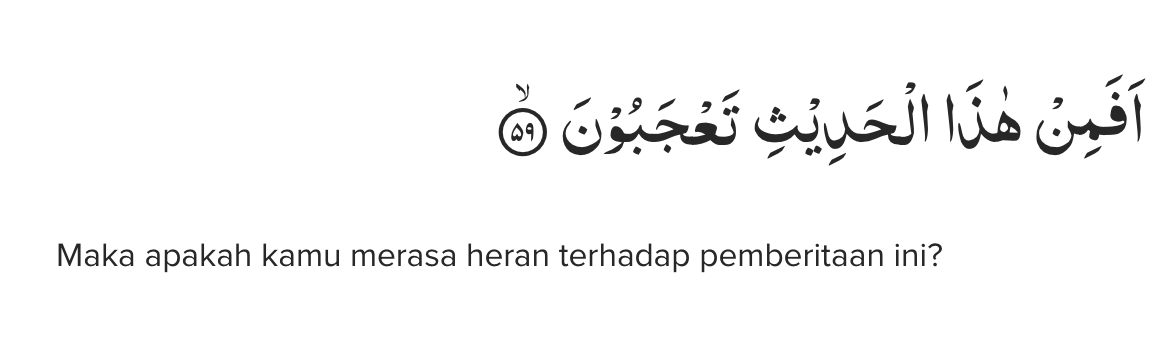 اَفَمِنْ هٰذَا الْحَدِيْثِ تَعْجَبُوْنَ ۙ ٥٩
Maka apakah kamu merasa heran terhadap pemberitaan ini?